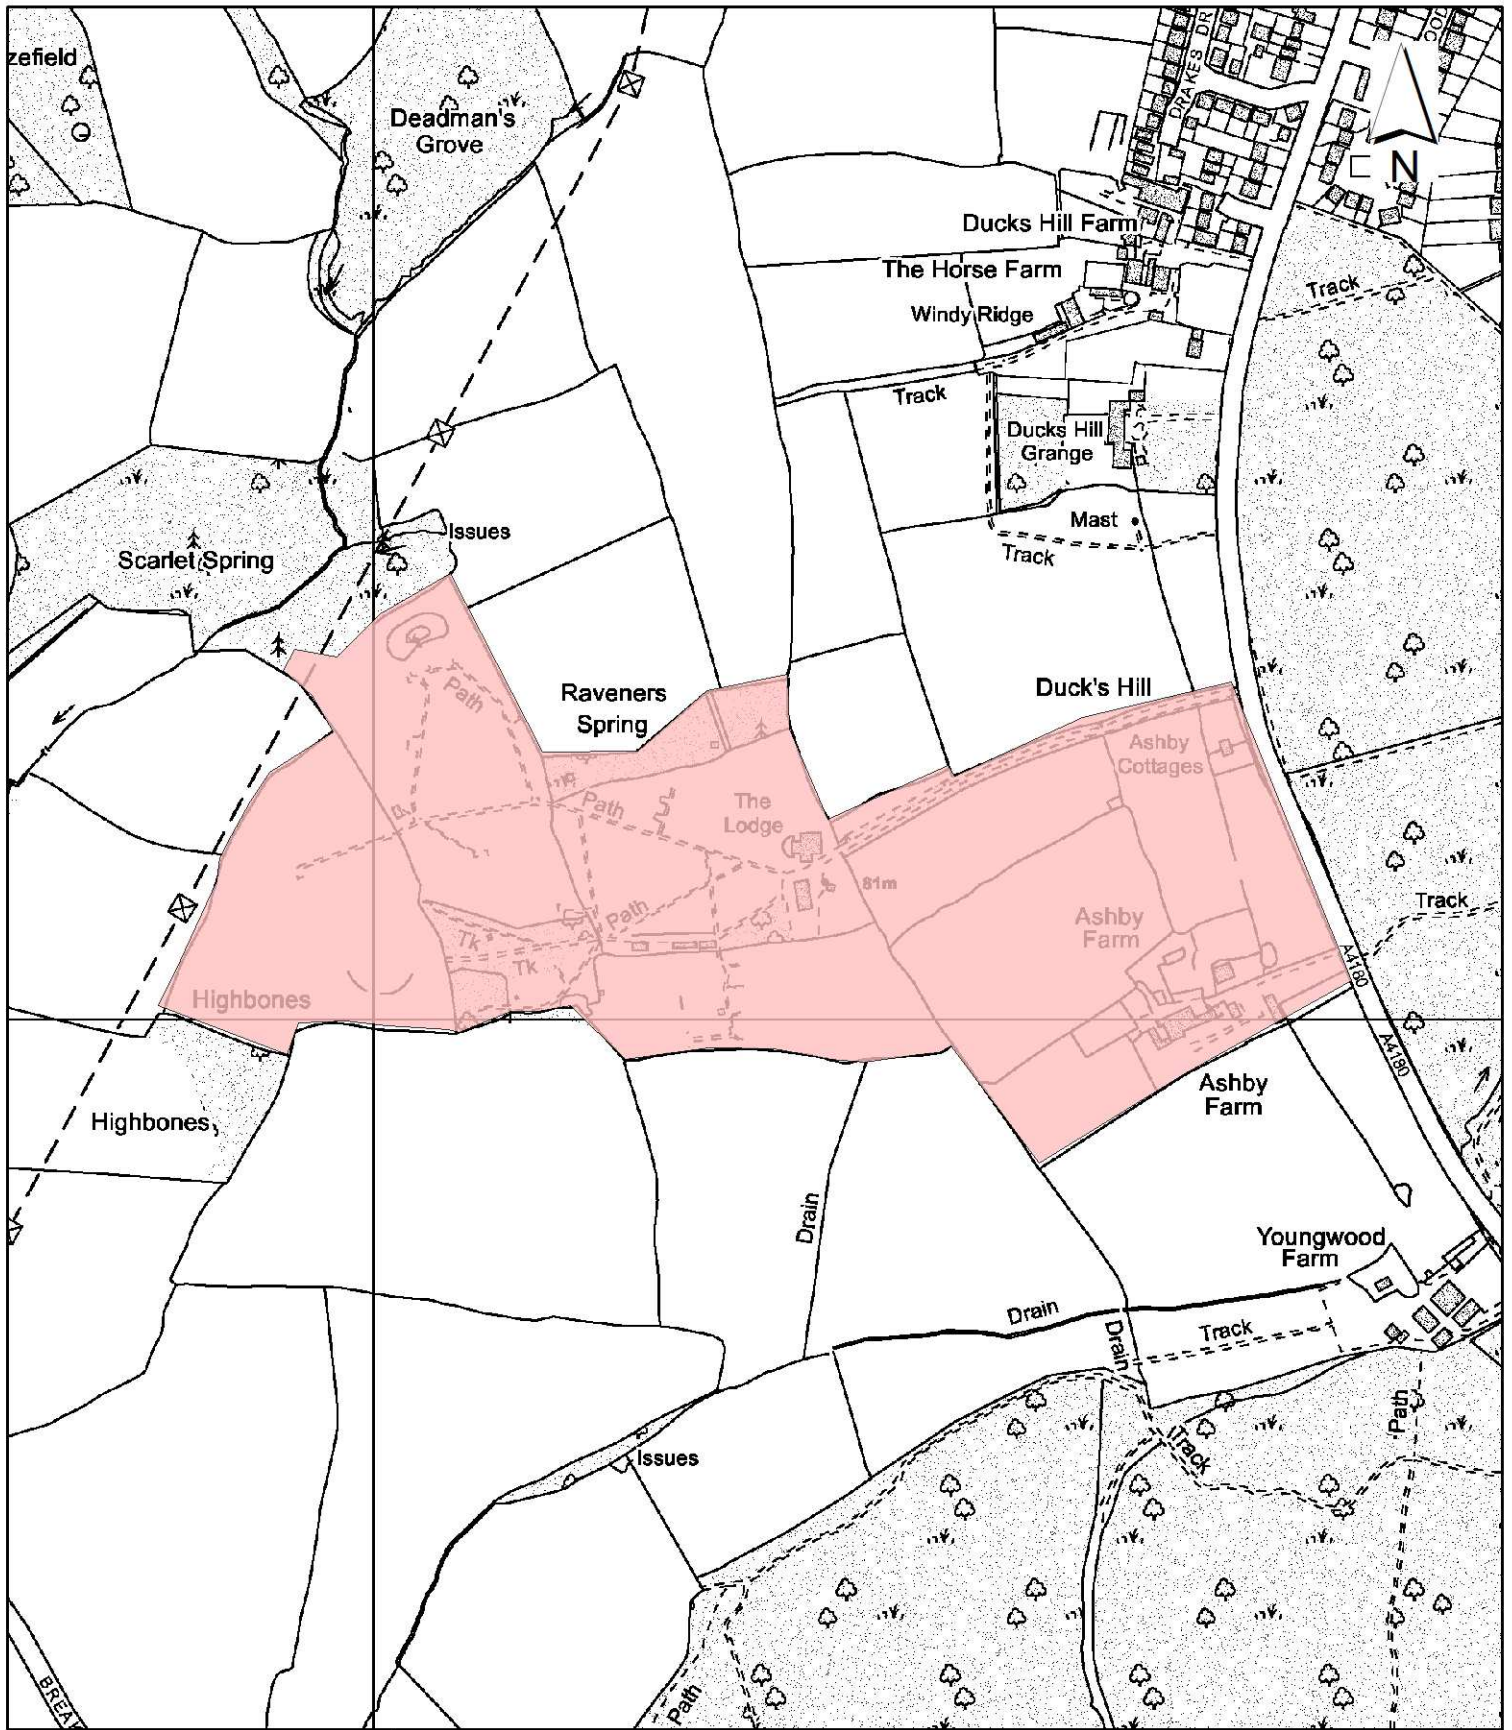 zefield
Deadman's
Grove
DRAKES DR
OOD
N
Ducks Hill Farm
The Horse Farm
Track
Windy Ridge
Track
Ducks Hill
Grange
Mast
Track
Issues
Scarlet Spring
Path
Raveners
Spring
Duck's Hill
Ashby
Cottages
Path
The
Lodge
81m
Path
Ashby
Farm
Track
Tk
Tk
A4180
Highbones
A4180
Ashby
Farm
Highbones
Drain
Youngwood
Farm
Drain
Drain
Track
Path
Track
Issues
BREAK
Path